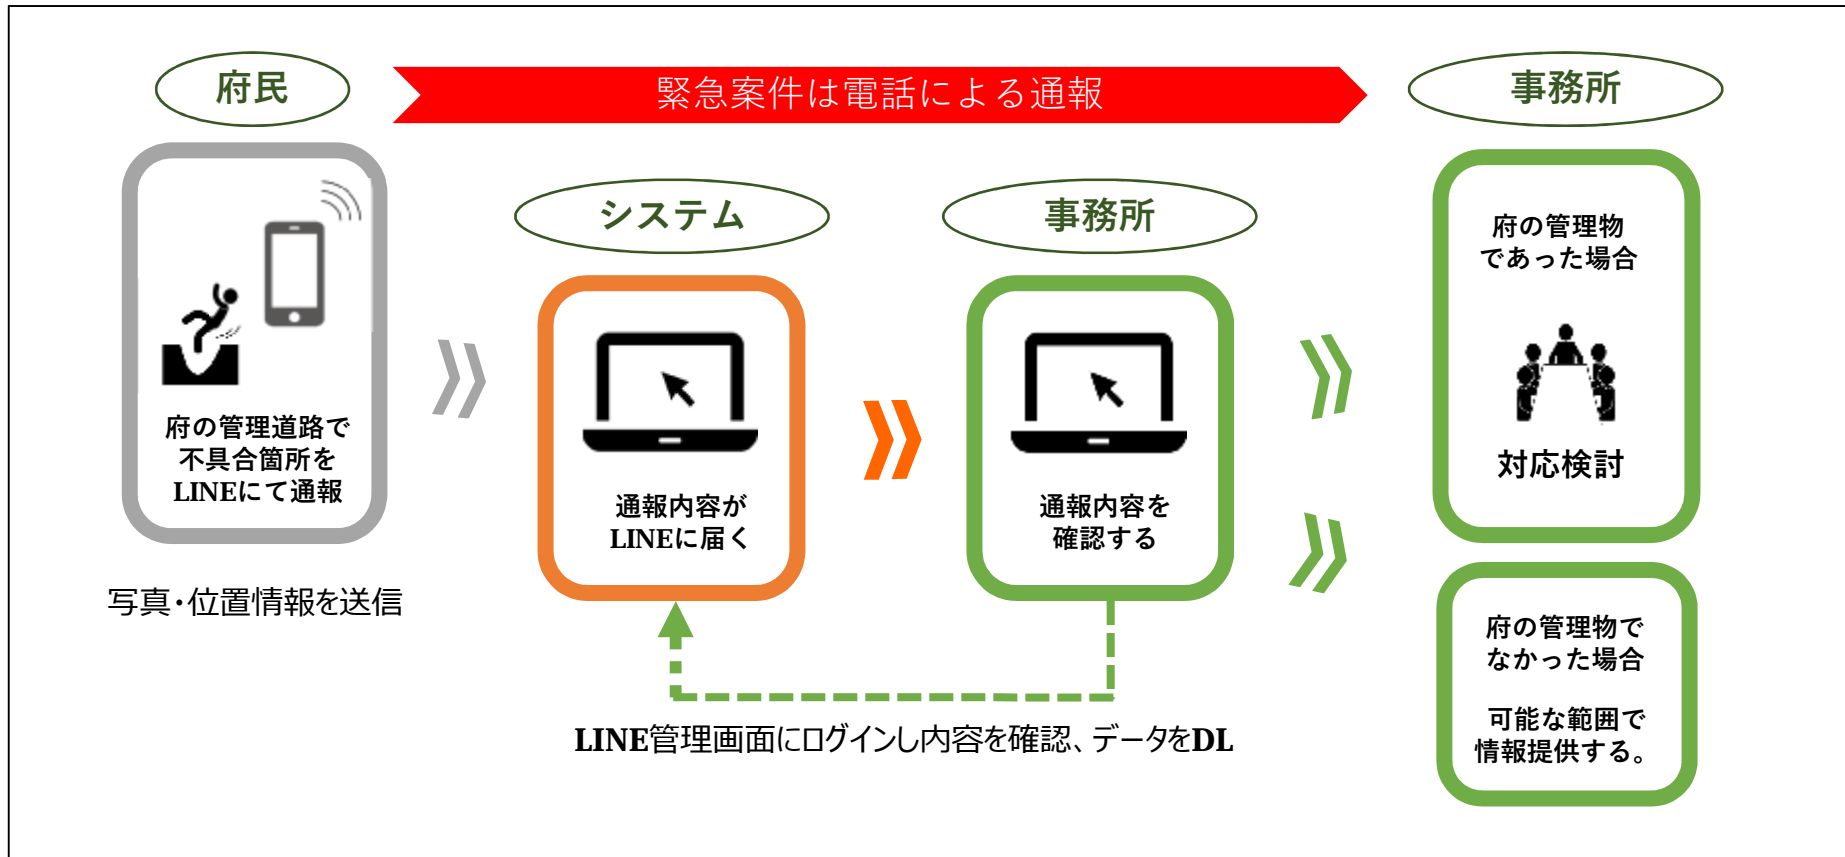 府民
緊急案件は電話による通報
事務所
府の管理道路で
不具合箇所を
LINEにて通報
写真・位置情報を送信
システム
通報内容が
LINEに届く
事務所
通報内容を
確認する
LINE管理画面にログインし内容を確認、データをDL
府の管理物
であった場合
対応検討
府の管理物で
なかった場合
可能な範囲で
情報提供する。